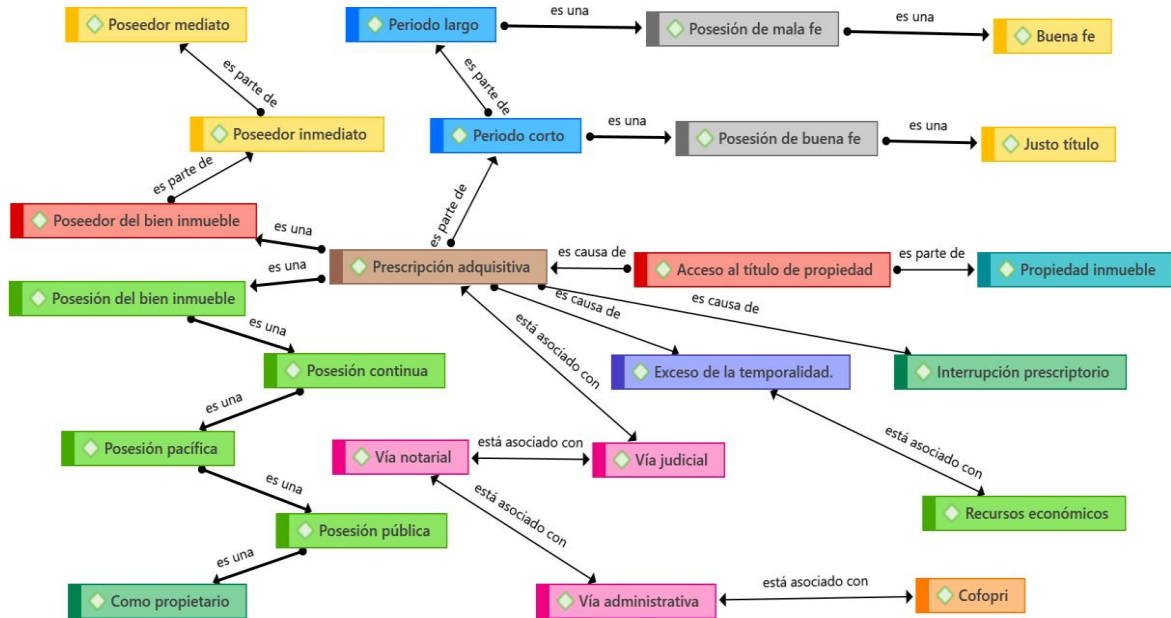 Poseedor mediato
Periodo largo
es una
Posesión de mala fe
es una
Buena fe
es parte de
es parte de
Poseedor inmediato
Periodo corto
es una
Posesión de buena fe
es una
Justo título
es parte de
es parte de
Poseedor del bien inmueble
es una
Prescripción adquisitiva
es causa de
Acceso al título de propiedad
es parte de
Propiedad inmueble
es una
Posesión del bien inmueble
es causa de
es causa de
es una
está asociado con
Posesión continua
Exceso de la temporalidad.
Interrupción prescriptorio
es una
Posesión pacífica
Vía notarial
está asociado con
Vía judicial
está asociado con
es una
está asociado con
Posesión pública
Recursos económicos
es una
Como propietario
Vía administrativa
está asociado con
Cofopri